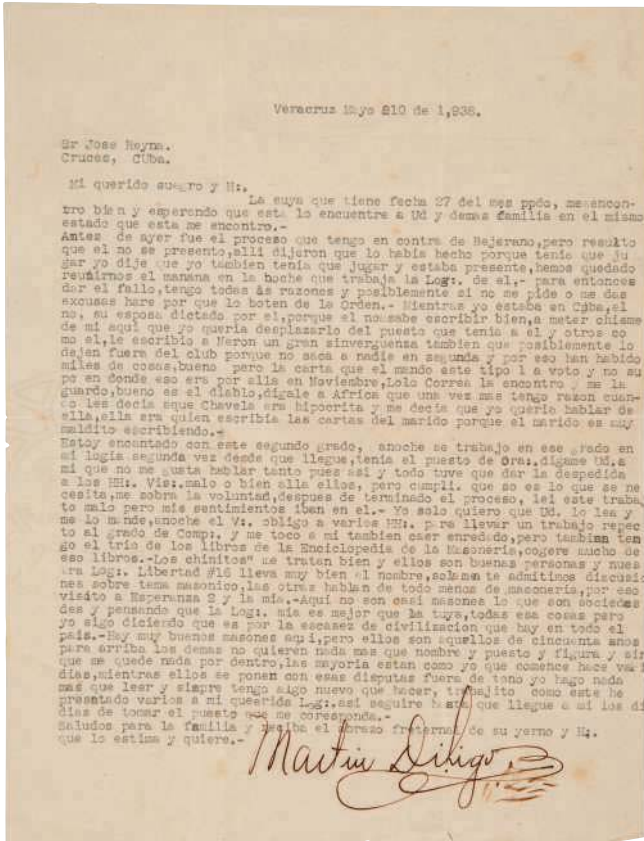 Veracruz Mayo 210 de 1,938.
Sr Jose Reyna.
Cruces, CUba.
Mi querido suegro y H:.
La suya que tiene fecha 27 del mes ppdo, me encon-
tro bien y esperando que esta lo encuentre a Ud y demas familia en el mismo
estado que esta me encontro.-
Antes de ayer fue el proceso que tengo en contra de Bejerano,pero resulto
que el no se presento,alli dijeron que lo habia hecho porque tenia que ju
gar yo dije que yo tambien tenia que jugar y estaba presente,hemos quedado
reunirnos el manana en la noche que trabaja la Log:. de el,- para entonces
dar el fallo,tengo todas as razones y posiblemente si no me pide o me das
excusas hare por que lo boten de la Orden.- Mientras yo estaba en Cuba,el
no, su esposa dictado por el,porque el no sabe escribir bien,a meter chisme
de mi aqui que yo queria desplazarlo del puesto que tenia a el y otros co
mo el,le escribio a Neron un gran sinverguenza tambien que posiblemente lo
dejen fuera del club porque no saca a nadie en segunda y por eso han habido
miles de cosas,bueno pero la carta que el mando este tipo l a voto y no su
po en donde eso era por alla en Noviembre,Lolo Correa la encontro y me la
guardo,bueno es el diablo,digale a Africa que una vez mas tengo razon cuan-
o les decia aque Chavela era hipocrita y me decia que yo queria hablar de
ella,ella era quien escribia las cartas del marido porque el marido es muy
maldito escribiendo.-
Estoy encantado con este segundo grado, anoche se trabajo en ese grado en
mi logia segunda vez desde que llegue,tenia el puesto de Ora:.digame Ud.a
mi que no me gusta hablar tanto pues asi y todo tuve que dar la despedida
a los HH:. Vis:.malo o bien alla ellos, pero cumpli. que so es lo que se ne
cesita,me sobra la voluntad,despues de terminado el proceso, lei este traba
to malo pero mis sentimientos iban en el.- Yo solo quiero que Ud. lo lea y
me lo mande,anoche el V:. obligo a varios HH:. para llevar un trabajo repec
to al grado de Comp:. y me toco a mi tambien caer enredado,pero tambian ten
go el trio de los libros de la Enciclopedia de la Masoneria,cogere mucho de
eso libros.-Los chinitos" me tratan bien y ellos son buenas personas y nues
tra Log:. Libertad #16 lleva muy bien el nombre,solamen te admitimos discusio
nes sobre tema masonico,las otras hablan de todo menos de masoneria,por eso
visito a Esperanza 2 y la mia.-Aqui no son casi masones lo que son sociedade
des y pensando que la Log:. mia es mejor que la tuya,todas esa cosas pero
yo sigo diciendo que es por la escasez de civilizacion que hay en todo el
pais.-Hay muy buenos masones aqui,pero ellos son aquellos de cincuenta anos
para arriba los demas no quieren nada mas que nombre y puesto y figura y sin
que me quede nada por dentro,las mayoria estan como yo que comence hace
dias,mientras ellos se ponen con esas disputas fuera de tono yo hago nada
mas que leer y siepre tengo algo nuevo que hacer, trabajito como este he
presatado varios a mi queerida Log:.asi seguire hasta que llegue a mi los di
dias de tomar el puesto que me coresponda.-
Saludos para la familia y reciba el abrazo fraternal de su yerno y H:.
que lo estima y quiere.-
Martin Dihigo